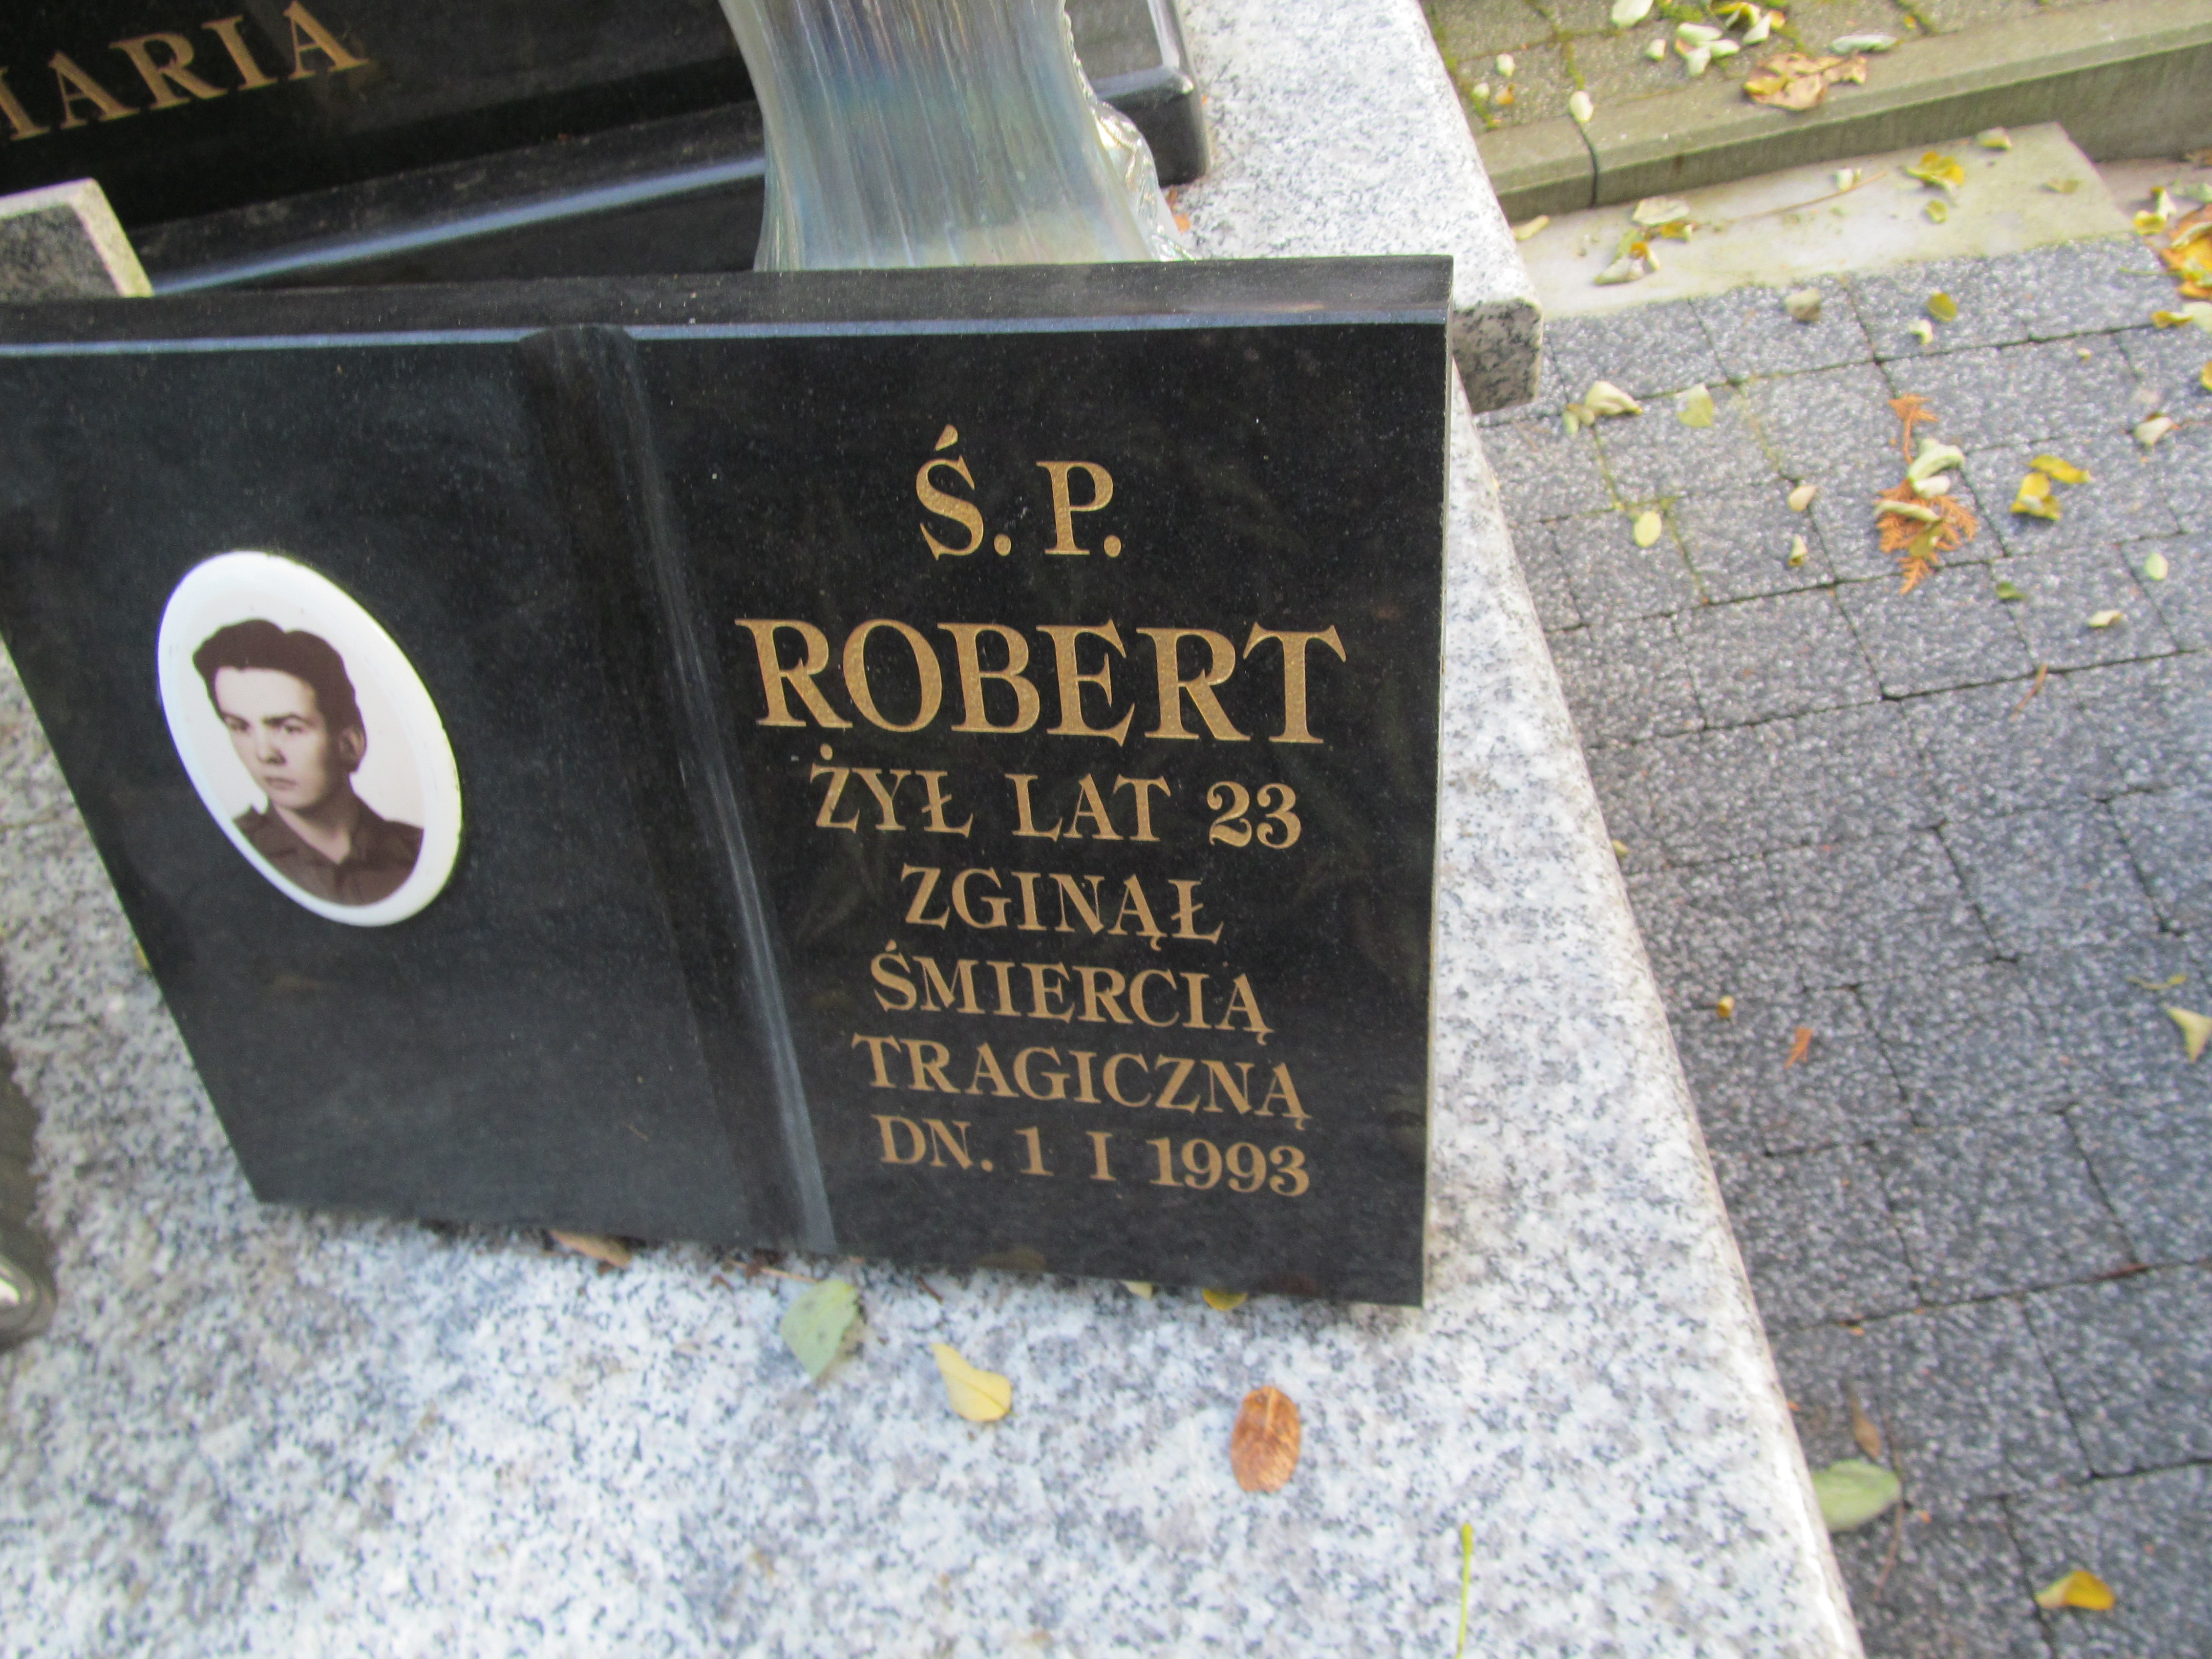 MARIA
Ś. P.
ROBERT
ŻYŁ LAT 23
ZGINĄŁ
ŚMIERCIĄ
TRAGICZNĄ
DN. 1 I 1993